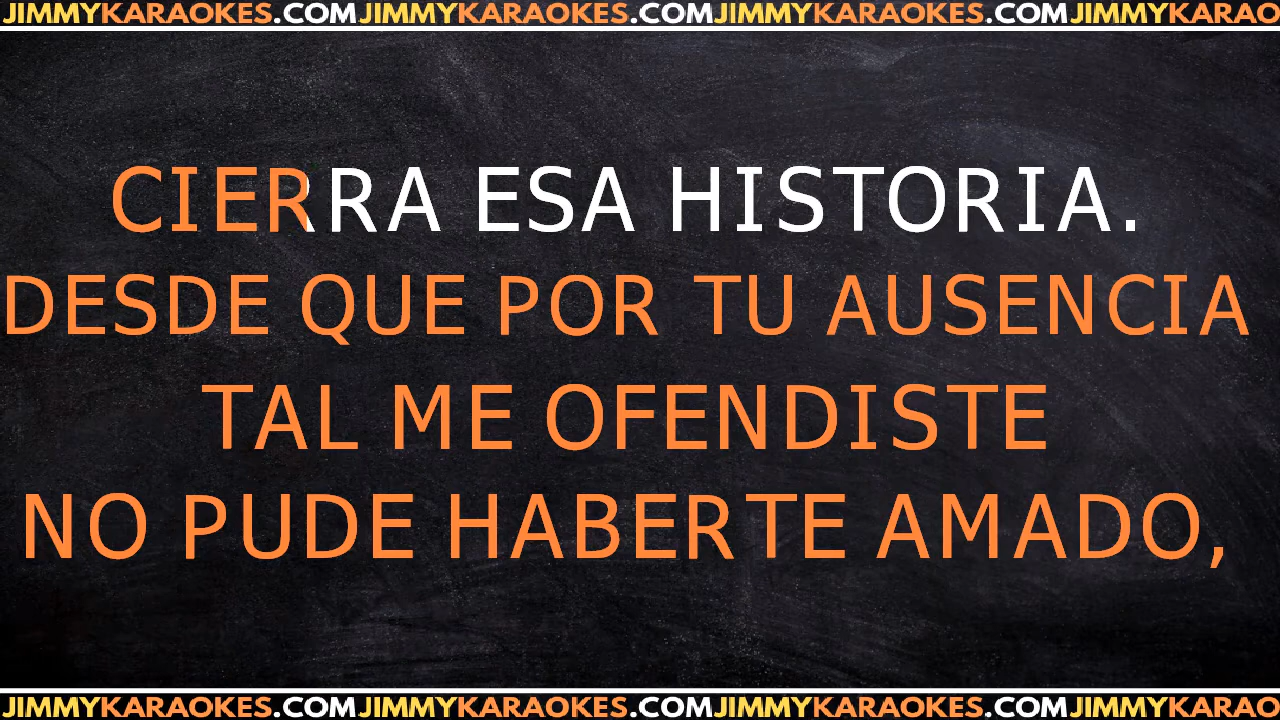 JIMMYKARAOKES.COMJIMMYKARAOKES.COMJIMMYKARAOKES.COMJIMMYKARAO
CIERRA ESA HISTORIA.
DESDE QUE POR TU AUSENCIA
TAL ME OFENDISTE
NO PUDE HABERTE AMADO,
JIMMYKARAOKES.COMJIMMYKARAOKES.COMJIMMYKARAOKES.COMJIMMYKARAO